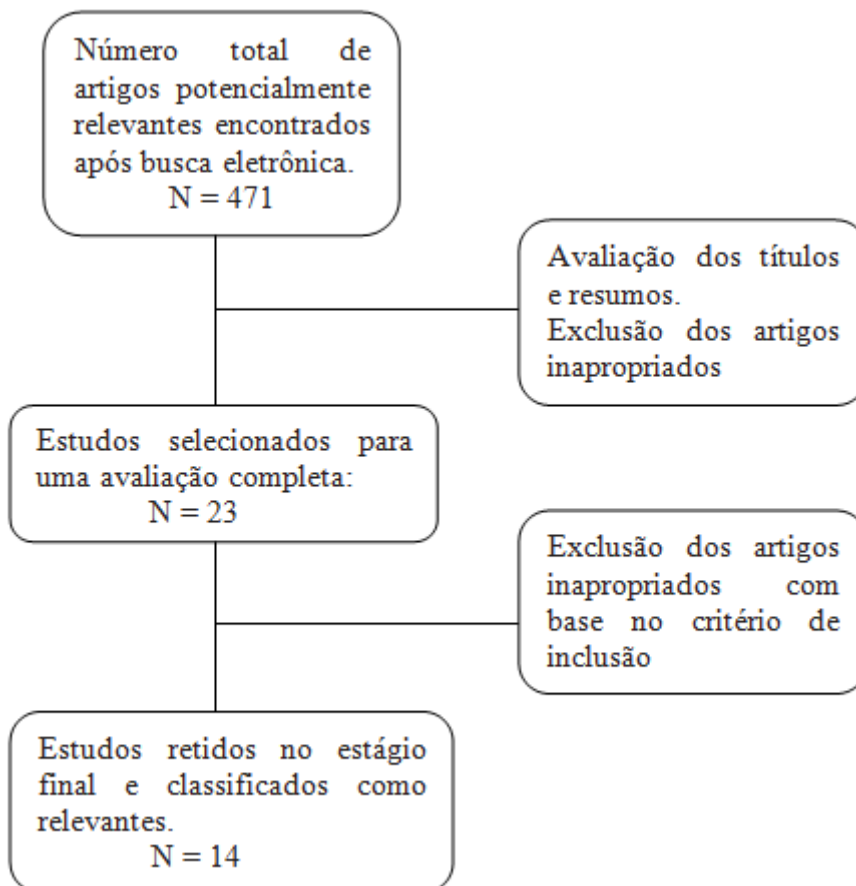 Número total de
artigos potencialmente
relevantes encontrados
após busca eletrônica.
N = 471
Avaliação dos títulos
e resumos.
Exclusão dos artigos
inapropriados
Estudos selecionados para
uma avaliação completa:
N = 23
Exclusão dos artigos
inapropriados com
base no critério de
inclusão
Estudos retidos no estágio
final e classificados como
relevantes.
N = 14